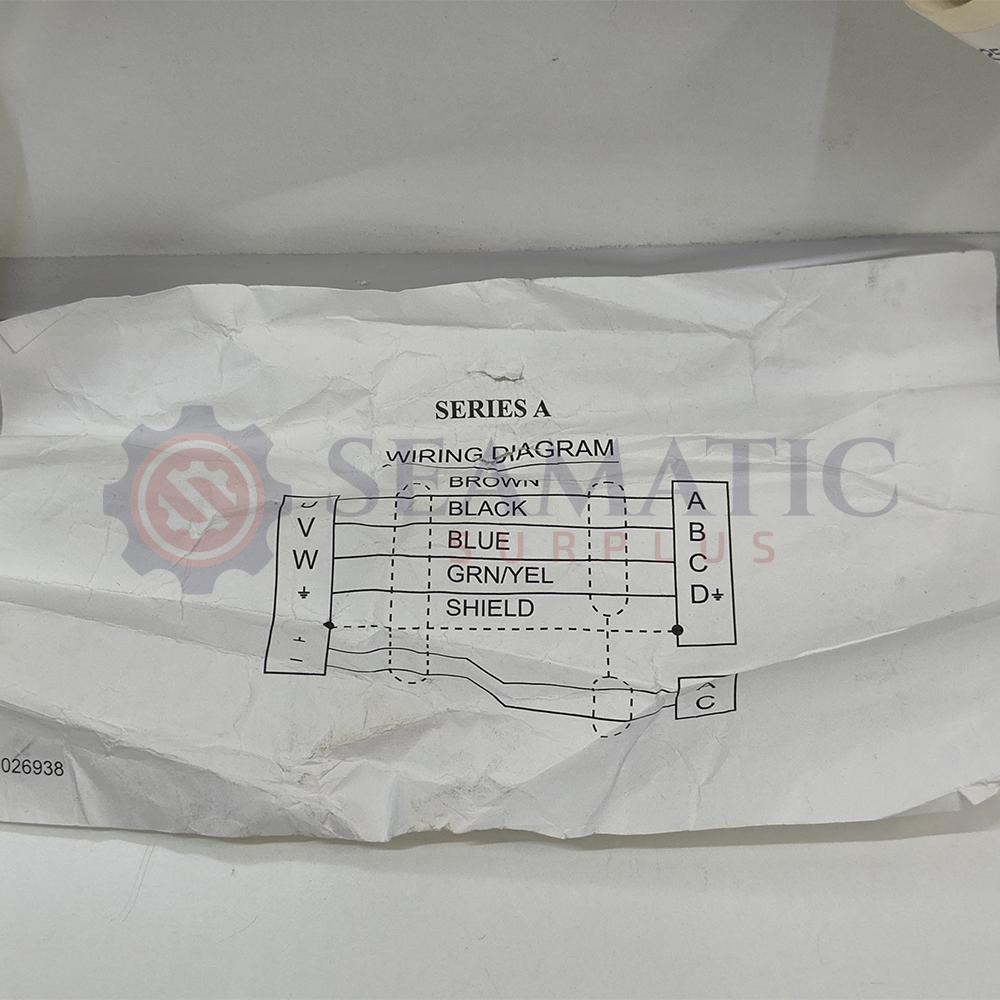 SERIES A
WIRING DIAGRAM
BROWN
BLACK
BLUE
GRN/YEL
SHIELD
V
W
+
−
A
B
C
D
C
026938
SEAMATIC
SURPLUS